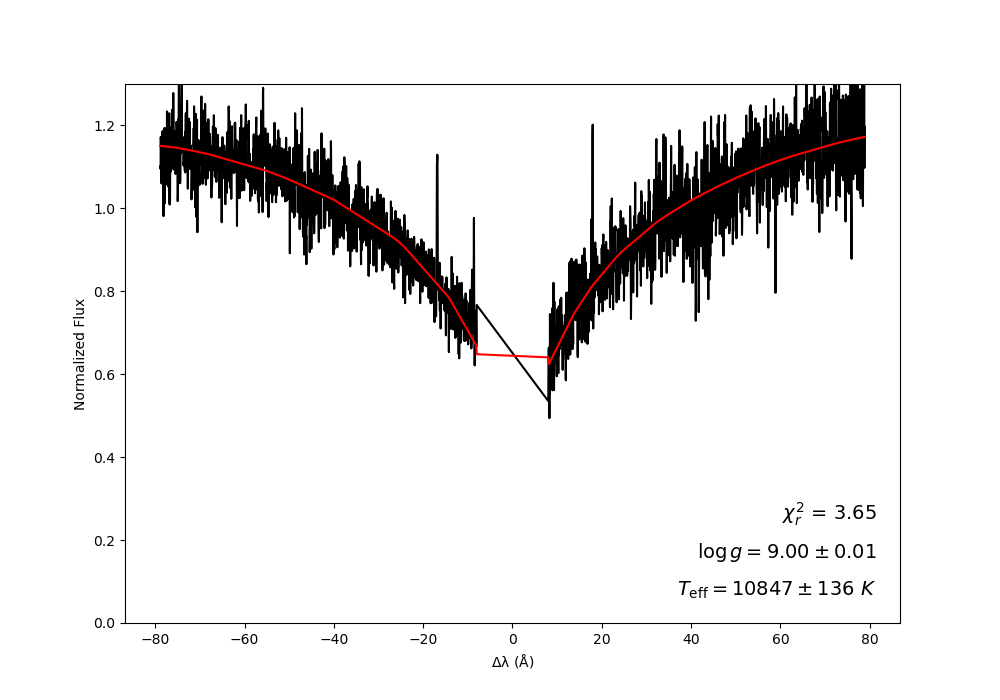 1.2
1.0
0.8
0.6
0.4
0.2
0.0
Normalized Flux
χ²ᵣ = 3.65
log g = 9.00 ± 0.01
T_eff = 10847 ± 136 K
−80 −60 −40 −20 0 20 40 60 80
Δλ (Å)